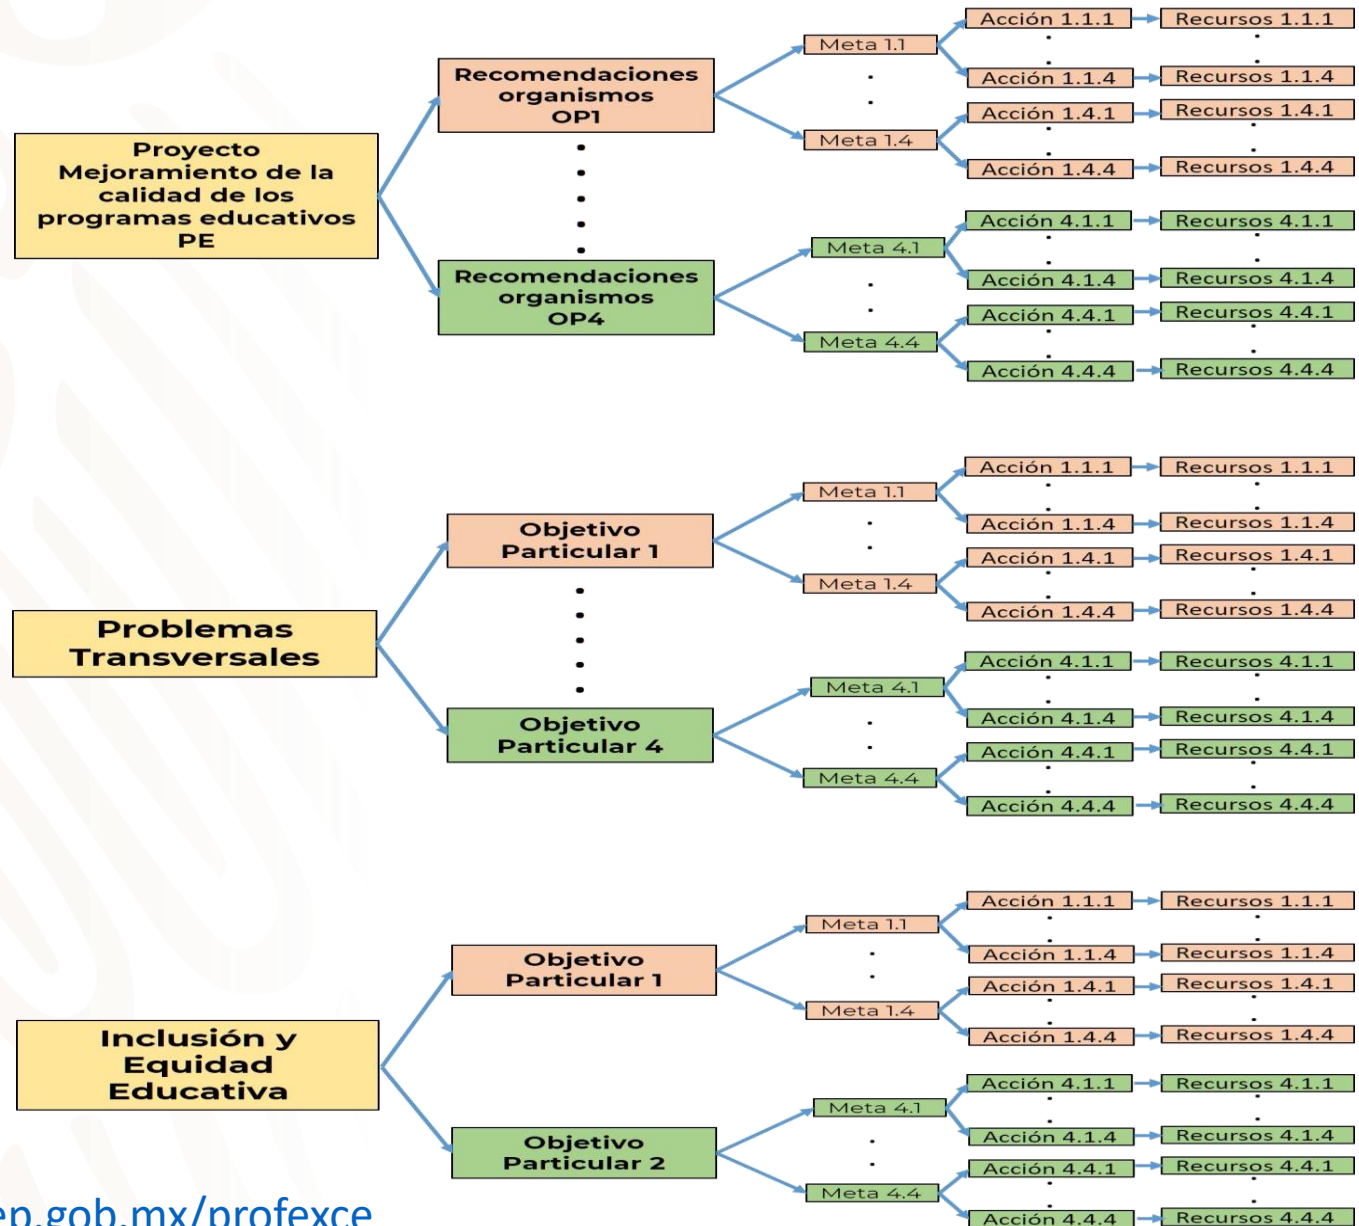 Proyecto
Mejoramiento de la
calidad de los
programas educativos
PE
Recomendaciones
organismos
OP1
Meta 1.1
Acción 1.1.1
Recursos 1.1.1
Acción 1.1.4
Recursos 1.1.4
Meta 1.4
Acción 1.4.1
Recursos 1.4.1
Acción 1.4.4
Recursos 1.4.4
Recomendaciones
organismos
OP4
Meta 4.1
Acción 4.1.1
Recursos 4.1.1
Acción 4.1.4
Recursos 4.1.4
Meta 4.4
Acción 4.4.1
Recursos 4.4.1
Acción 4.4.4
Recursos 4.4.4
Problemas
Transversales
Objetivo
Particular 1
Meta 1.1
Acción 1.1.1
Recursos 1.1.1
Acción 1.1.4
Recursos 1.1.4
Meta 1.4
Acción 1.4.1
Recursos 1.4.1
Acción 1.4.4
Recursos 1.4.4
Objetivo
Particular 4
Meta 4.1
Acción 4.1.1
Recursos 4.1.1
Acción 4.1.4
Recursos 4.1.4
Meta 4.4
Acción 4.4.1
Recursos 4.4.1
Acción 4.4.4
Recursos 4.4.4
Inclusión y
Equidad
Educativa
Objetivo
Particular 1
Meta 1.1
Acción 1.1.1
Recursos 1.1.1
Acción 1.1.4
Recursos 1.1.4
Meta 1.4
Acción 1.4.1
Recursos 1.4.1
Acción 1.4.4
Recursos 1.4.4
Objetivo
Particular 2
Meta 4.1
Acción 4.1.1
Recursos 4.1.1
Acción 4.1.4
Recursos 4.1.4
Meta 4.4
Acción 4.4.1
Recursos 4.4.1
Acción 4.4.4
Recursos 4.4.4
ep.gob.mx/profexce